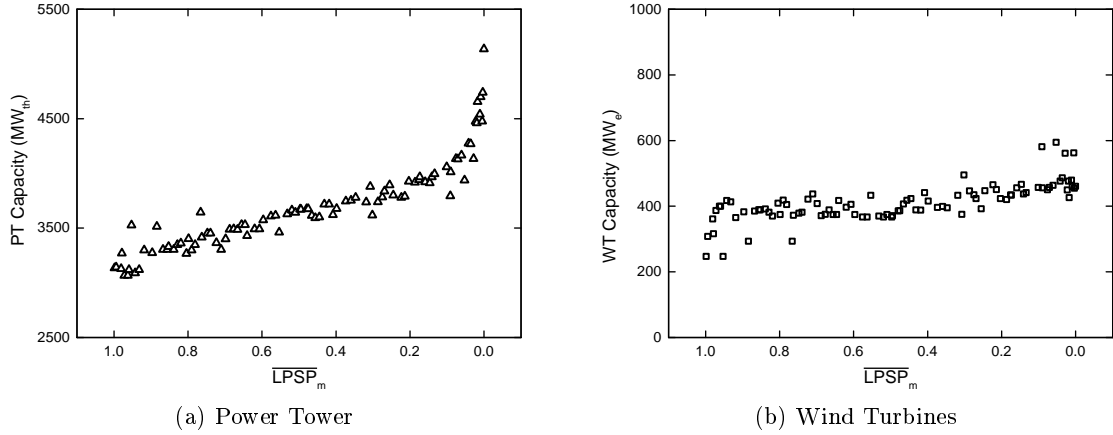 5500
4500
3500
2500
PT Capacity (MWth)
1.0 0.8 0.6 0.4 0.2 0.0
LPSPm
(a) Power Tower
1000
800
600
400
200
0
WT Capacity (MWe)
1.0 0.8 0.6 0.4 0.2 0.0
LPSPm
(b) Wind Turbines